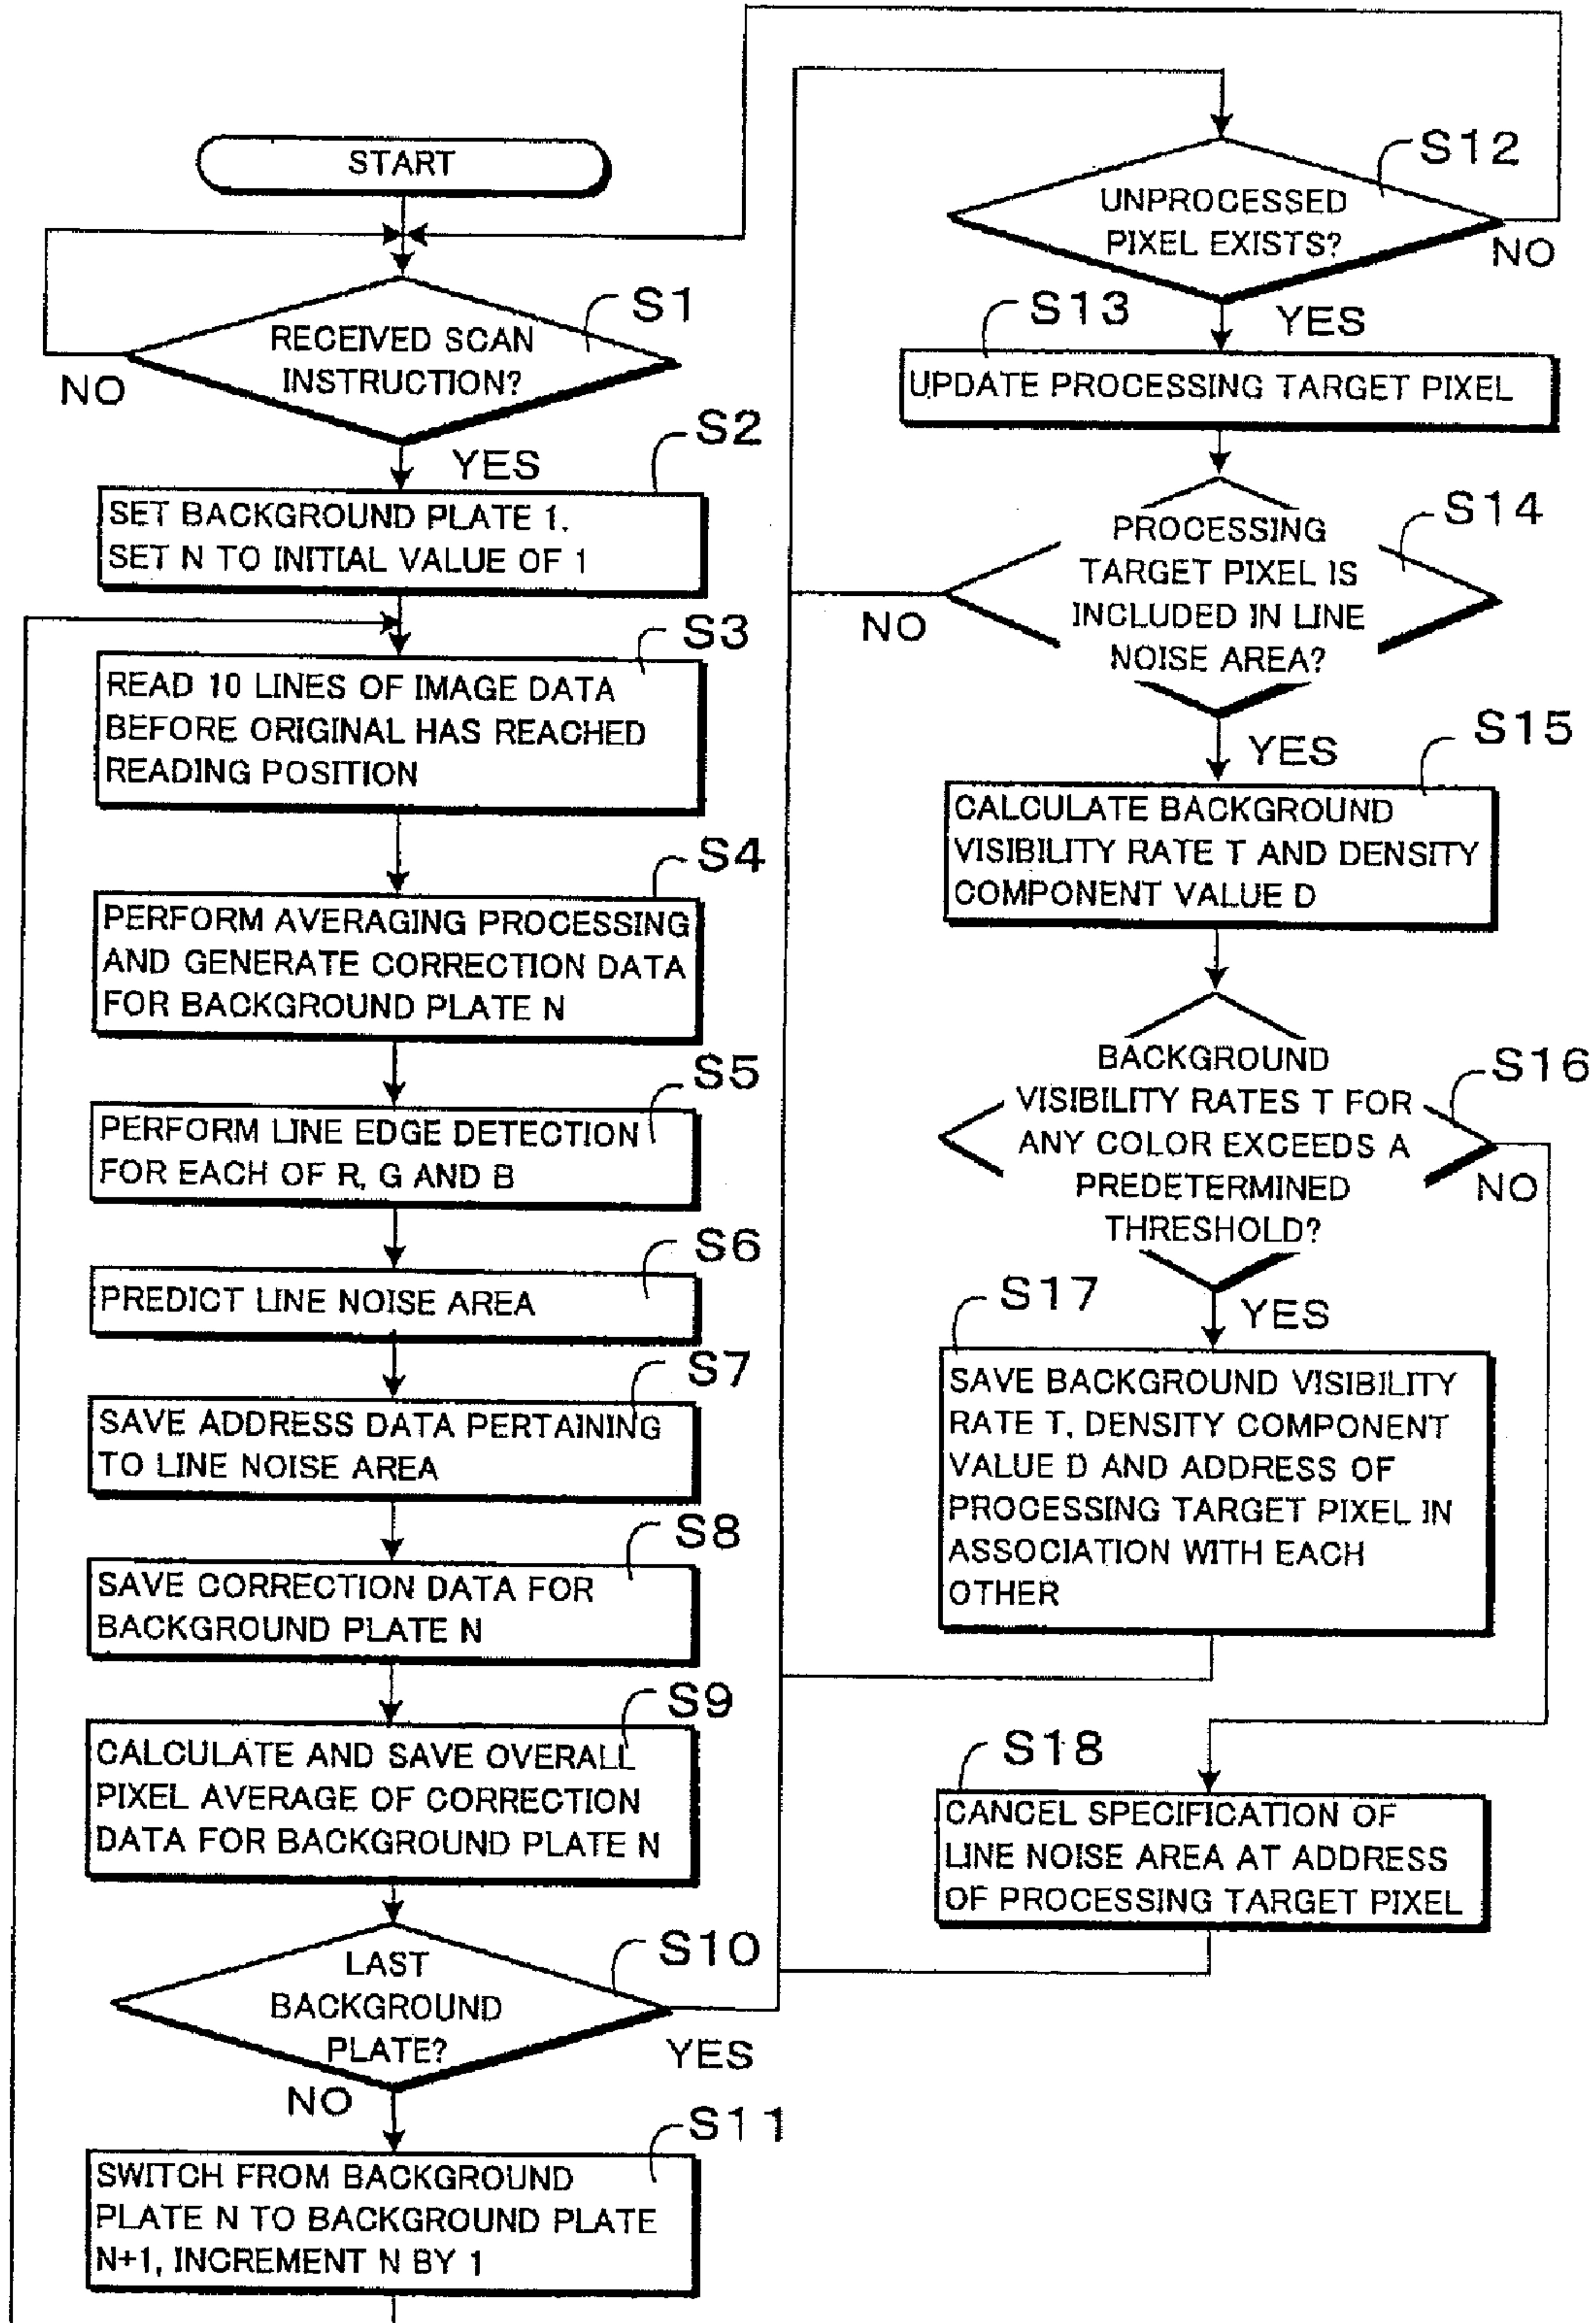 START
S1
RECEIVED SCAN
INSTRUCTION?
NO
YES
S2
SET BACKGROUND PLATE 1.
SET N TO INITIAL VALUE OF 1
S3
READ 10 LINES OF IMAGE DATA
BEFORE ORIGINAL HAS REACHED
READING POSITION
S4
PERFORM AVERAGING PROCESSING
AND GENERATE CORRECTION DATA
FOR BACKGROUND PLATE N
S5
PERFORM LINE EDGE DETECTION
FOR EACH OF R, G AND B
S6
PREDICT LINE NOISE AREA
S7
SAVE ADDRESS DATA PERTAINING
TO LINE NOISE AREA
S8
SAVE CORRECTION DATA FOR
BACKGROUND PLATE N
S9
CALCULATE AND SAVE OVERALL
PIXEL AVERAGE OF CORRECTION
DATA FOR BACKGROUND PLATE N
S10
LAST
BACKGROUND
PLATE?
YES
NO
S11
SWITCH FROM BACKGROUND
PLATE N TO BACKGROUND PLATE
N+1, INCREMENT N BY 1
S12
UNPROCESSED
PIXEL EXISTS?
NO
YES
S13
UPDATE PROCESSING TARGET PIXEL
S14
PROCESSING
TARGET PIXEL IS
INCLUDED IN LINE
NOISE AREA?
NO
YES
S15
CALCULATE BACKGROUND
VISIBILITY RATE T AND DENSITY
COMPONENT VALUE D
S16
BACKGROUND
VISIBILITY RATES T FOR
ANY COLOR EXCEEDS A
PREDETERMINED
THRESHOLD?
NO
YES
S17
SAVE BACKGROUND VISIBILITY
RATE T, DENSITY COMPONENT
VALUE D AND ADDRESS OF
PROCESSING TARGET PIXEL IN
ASSOCIATION WITH EACH
OTHER
S18
CANCEL SPECIFICATION OF
LINE NOISE AREA AT ADDRESS
OF PROCESSING TARGET PIXEL